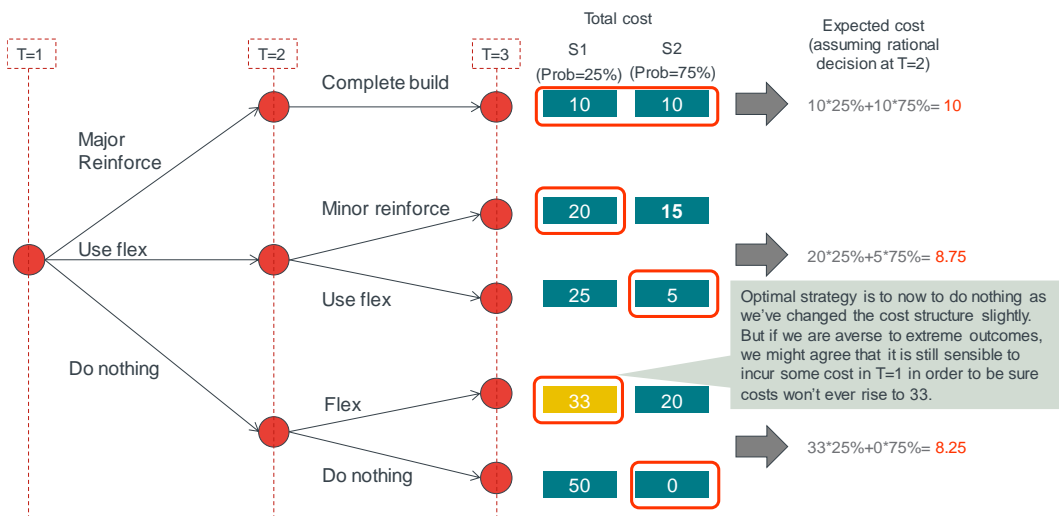 Total cost
Expected cost
(assuming rational
decision at T=2)
T=1
T=2
T=3
S1
S2
(Prob=25%)
(Prob=75%)
Complete build
10
10
10*25%+10*75%= 10
Major
Reinforce
Minor reinforce
20
15
Use flex
20*25%+5*75%= 8.75
Use flex
25
5
Optimal strategy is to now to do nothing as
we've changed the cost structure slightly.
But if we are averse to extreme outcomes,
we might agree that it is still sensible to
incur some cost in T=1 in order to be sure
costs won't ever rise to 33.
Do nothing
Flex
33
20
33*25%+0*75%= 8.25
Do nothing
50
0